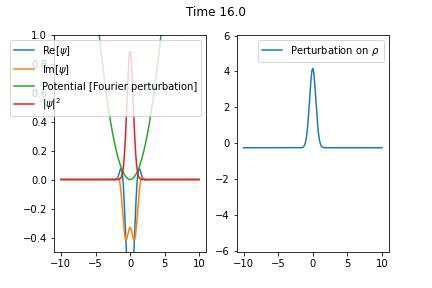 Time 16.0
Re[ψ]
Im[ψ]
Potential [Fourier perturbation]
|ψ|²
1.0
0.8
0.6
0.4
0.2
0.0
−0.2
−0.4
−10 −5 0 5 10
Perturbation on ρ
6
4
2
0
−2
−4
−6
−10 −5 0 5 10